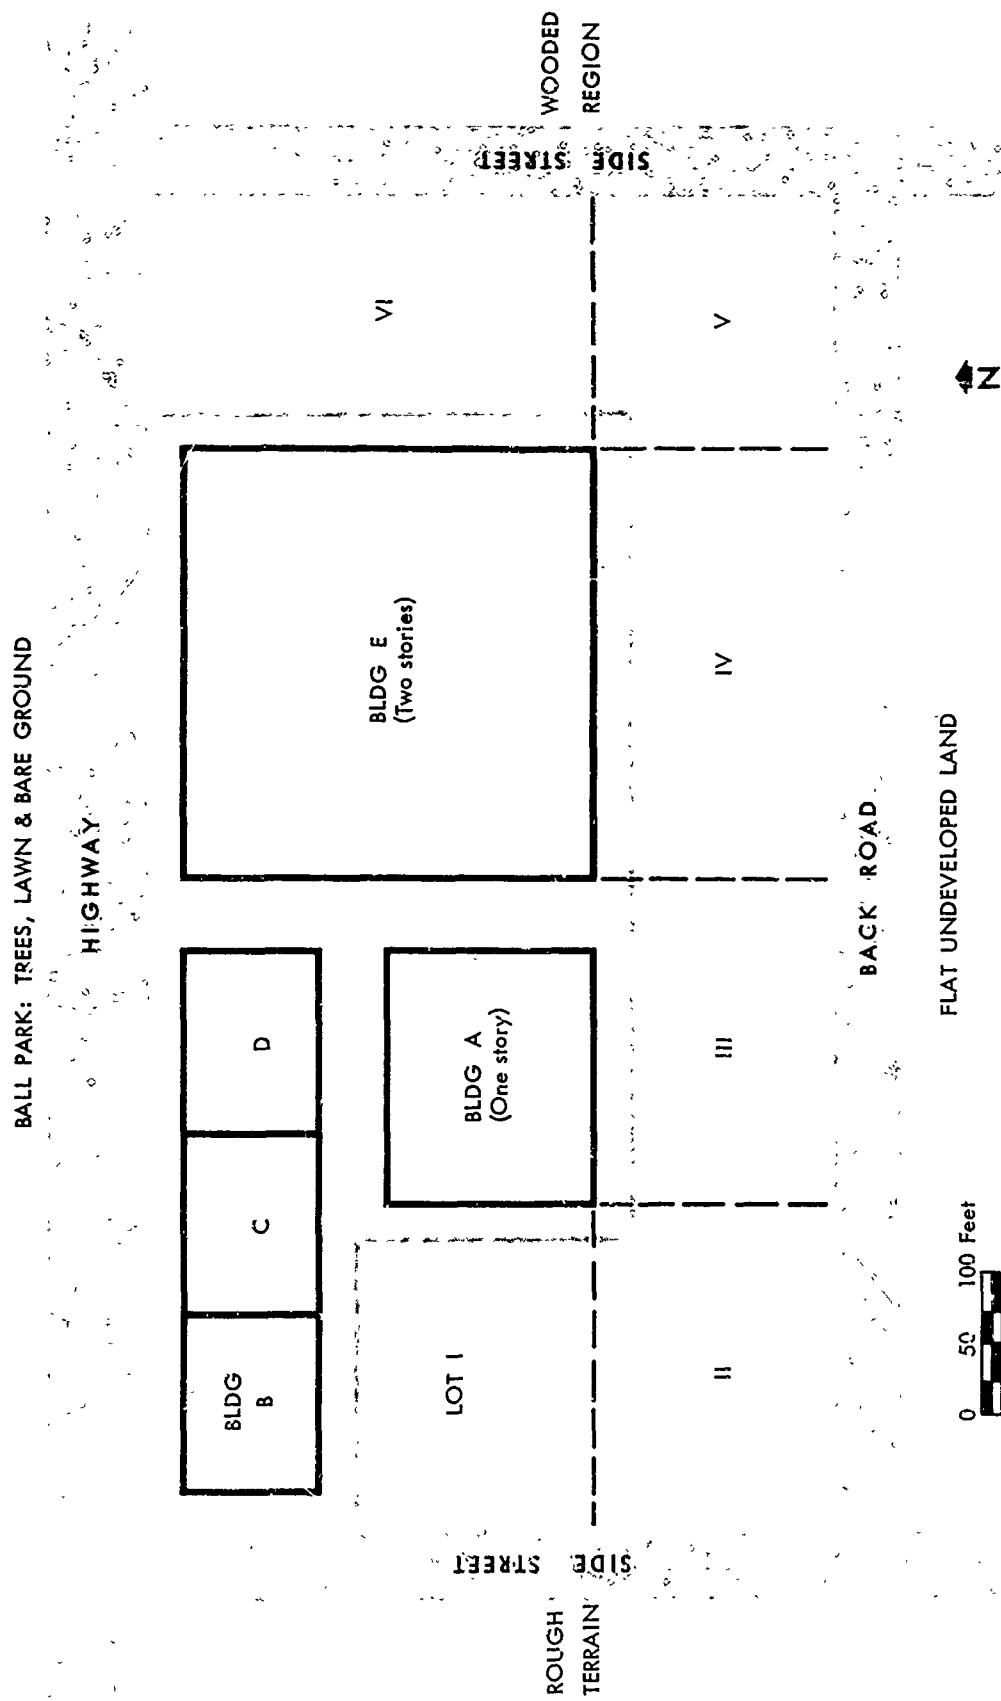 BALL PARK: TREES, LAWN & BARE GROUND
HIGHWAY
BLDG
B
C
D
BLDG E
(Two stories)
VI
BLDG A
(One story)
LOT I
SIDE STREET
SIDE STREET
ROUGH
TERRAIN
WOODED
REGION
II
III
IV
V
BACK ROAD
FLAT UNDEVELOPED LAND
0 50 100 Feet
N